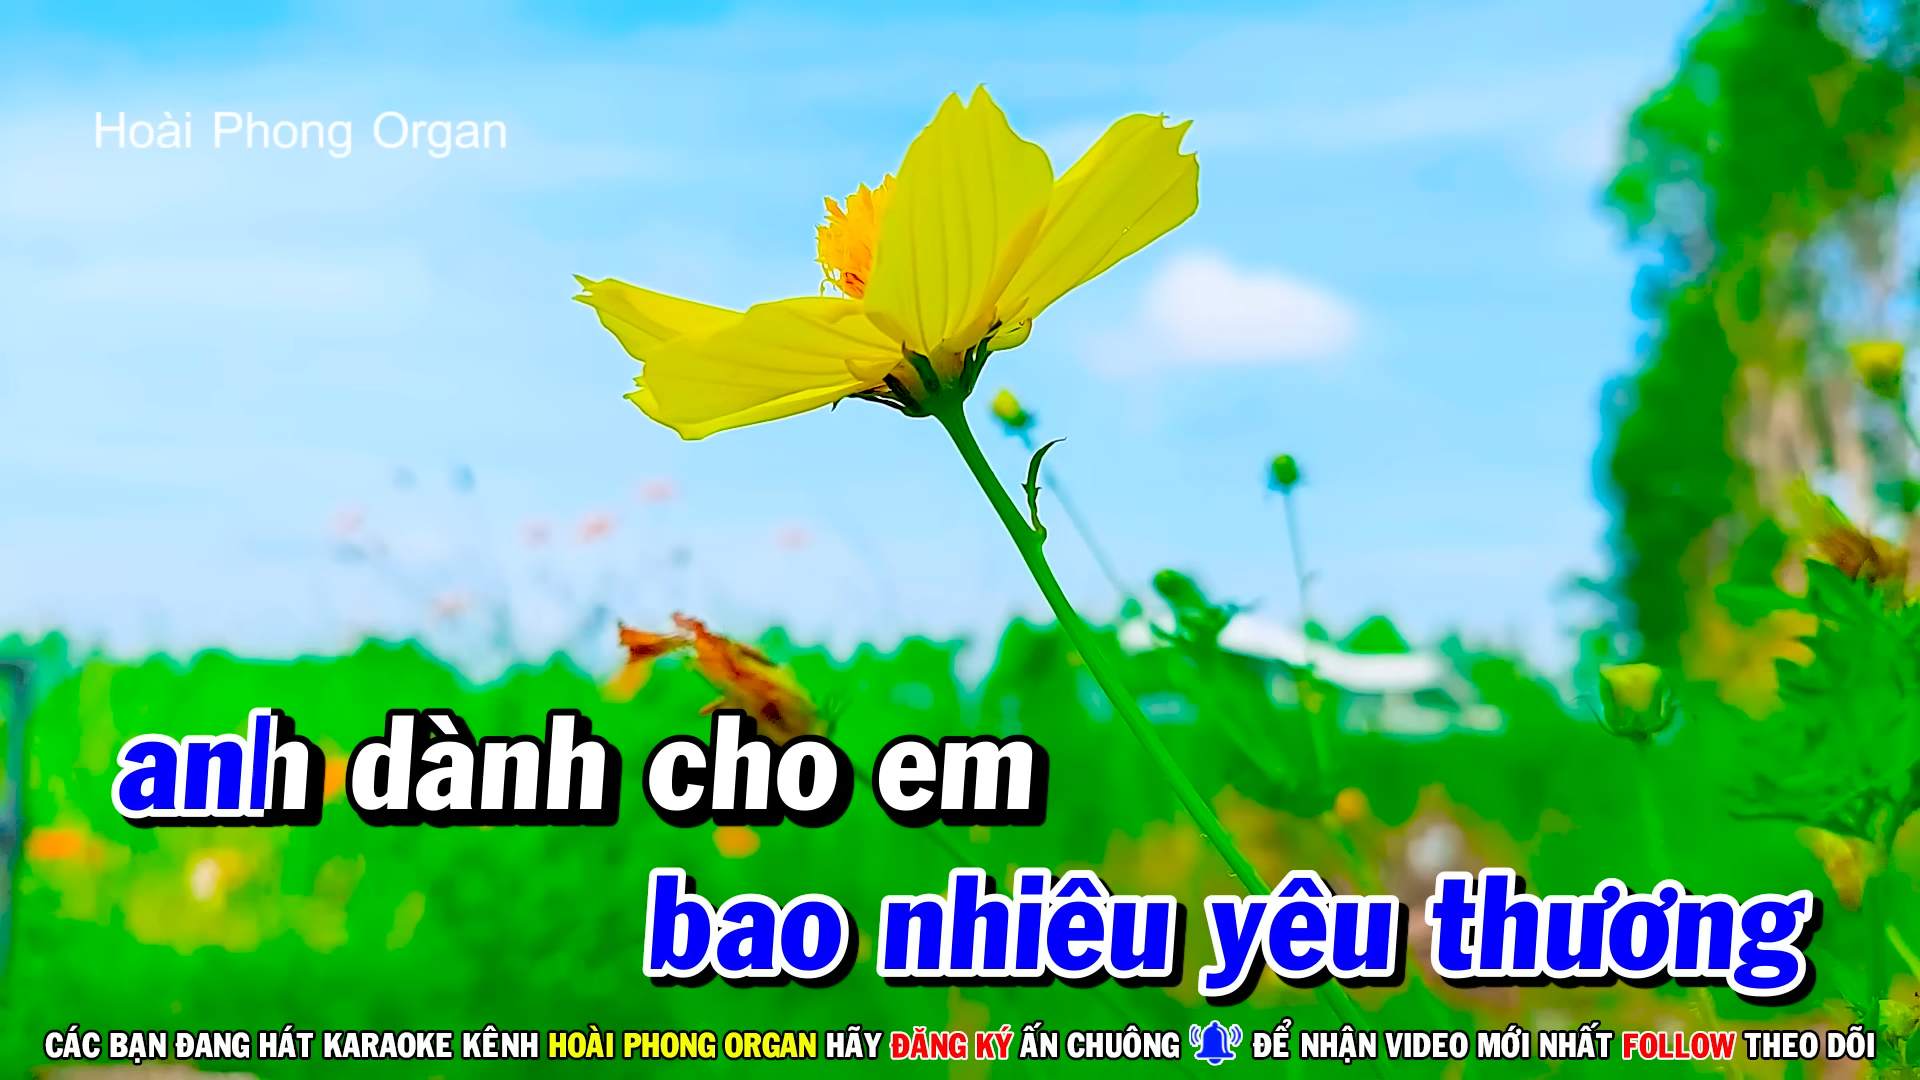 Hoài Phong Organ
anh dành cho em
bao nhiêu yêu thương
CÁC BẠN ĐANG HÁT KARAOKE KÊNH HOÀI PHONG ORGAN HÃY ĐĂNG KÝ ẤN CHUÔNG ĐỂ NHẬN VIDEO MỚI NHẤT FOLLOW THEO DÕI